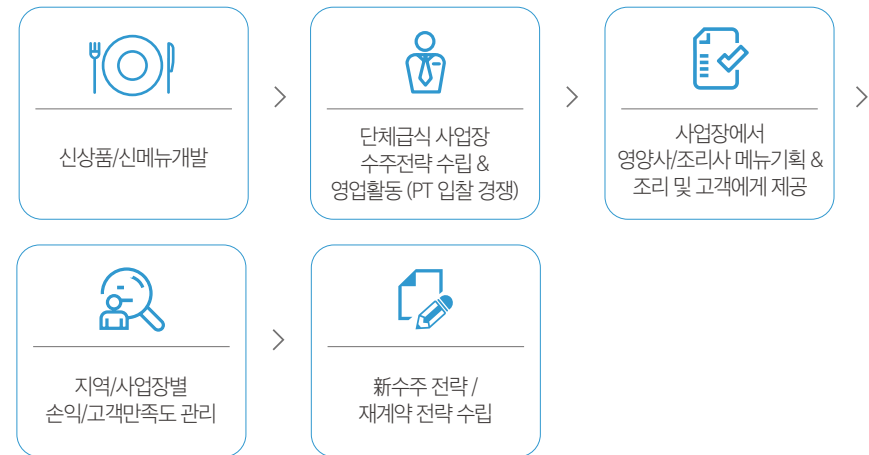 신상품/신메뉴개발
단체급식 사업장
수주전략 수립 &
영업활동 (PT 입찰 경쟁)
사업장에서
영양사/조리사 메뉴기획 &
조리 및 고객에게 제공
지역/사업장별
손익/고객만족도 관리
新수주 전략 /
재계약 전략 수립